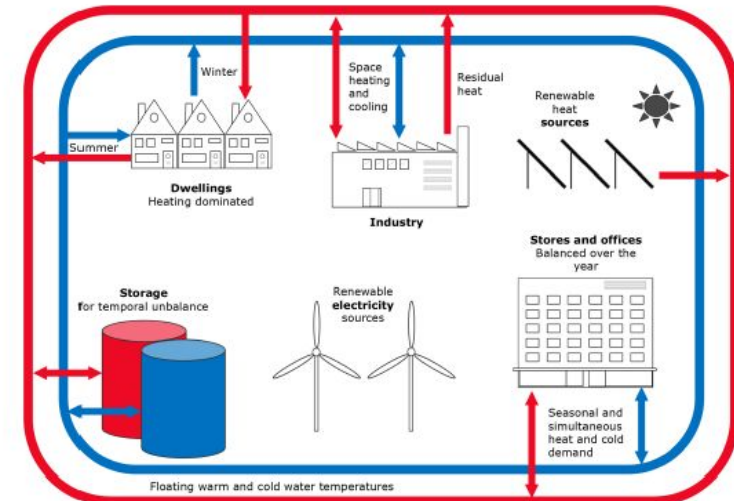 Winter
Summer
Dwellings
Heating dominated
Space
heating
and
cooling
Residual
heat
Industry
Renewable
heat
sources
Stores and offices
Balanced over the
year
Storage
for temporal unbalance
Renewable
electricity
sources
Seasonal and
simultaneous
heat and cold
demand
Floating warm and cold water temperatures